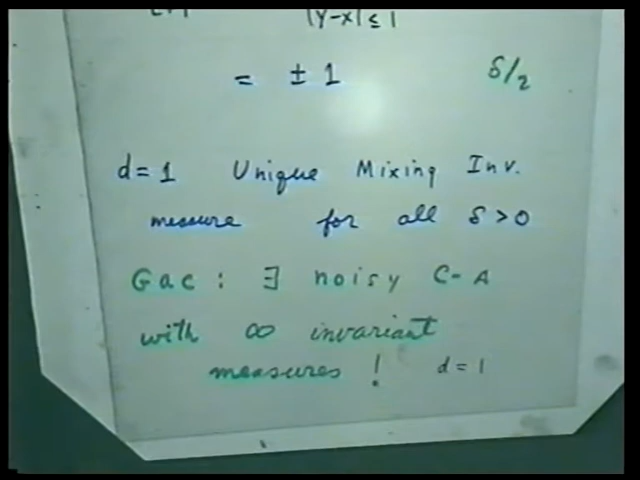 |y-x| ≤ 1
= ± 1 δ/2
d=1 Unique Mixing Inv.
measure for all δ>0
Gac : ∃ noisy C-A
with ∞ invariant
measures ! d=1